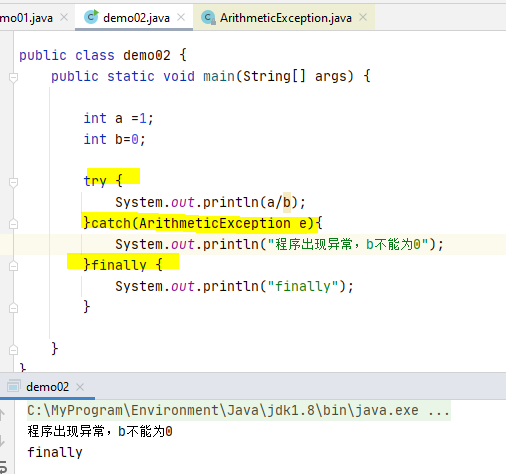 mo01.java
demo02.java
ArithmeticException.java
public class demo02 {
public static void main(String[] args) {
int a =1;
int b=0;
try {
System.out.println(a/b);
}catch(ArithmeticException e){
System.out.println("程序出现异常，b不能为0");
}finally {
System.out.println("finally");
}
}
}
demo02
C:\MyProgram\Environment\Java\jdk1.8\bin\java.exe ...
程序出现异常，b不能为0
finally